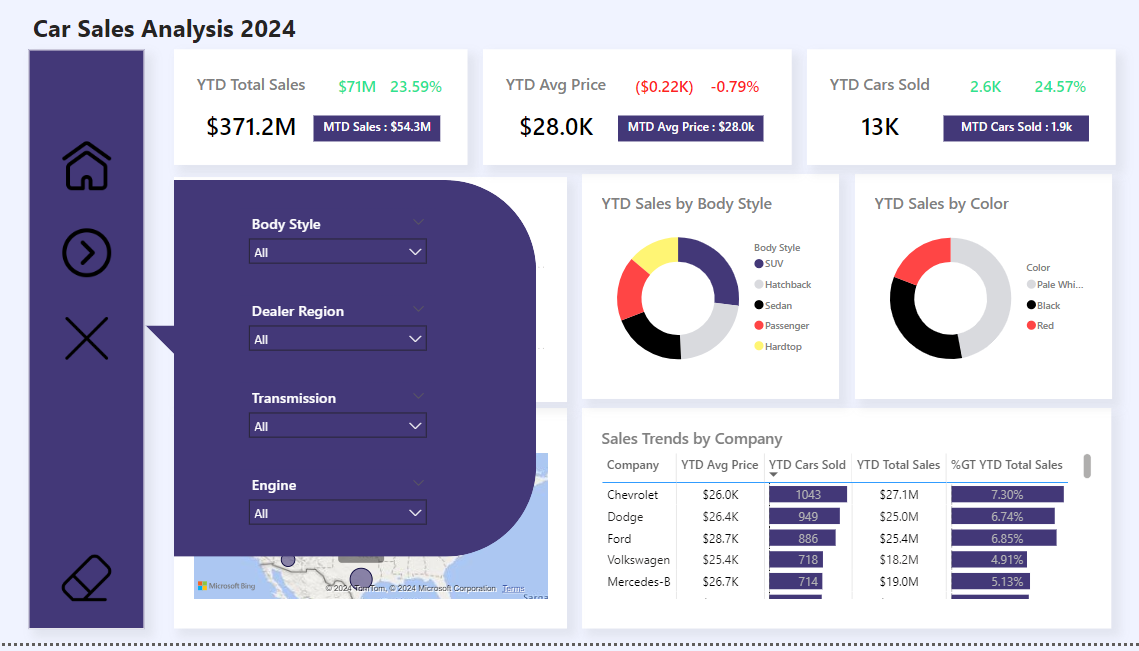 Car Sales Analysis 2024
YTD Total Sales $71M 23.59%
$371.2M MTD Sales : $54.3M
YTD Avg Price ($0.22K) -0.79%
$28.0K MTD Avg Price : $28.0k
YTD Cars Sold 2.6K 24.57%
13K MTD Cars Sold : 1.9k
Body Style
All
Dealer Region
All
Transmission
All
Engine
All
YTD Sales by Body Style
Body Style
SUV
Hatchback
Sedan
Passenger
Hardtop
YTD Sales by Color
Color
Pale Whi...
Black
Red
Microsoft Bing
© 2024 TomTom, © 2024 Microsoft Corporation Terms
Sarga
Sales Trends by Company
Company YTD Avg Price YTD Cars Sold YTD Total Sales %GT YTD Total Sales
Chevrolet $26.0K 1043 $27.1M 7.30%
Dodge $26.4K 949 $25.0M 6.74%
Ford $28.7K 886 $25.4M 6.85%
Volkswagen $25.4K 718 $18.2M 4.91%
Mercedes-B $26.7K 714 $19.0M 5.13%